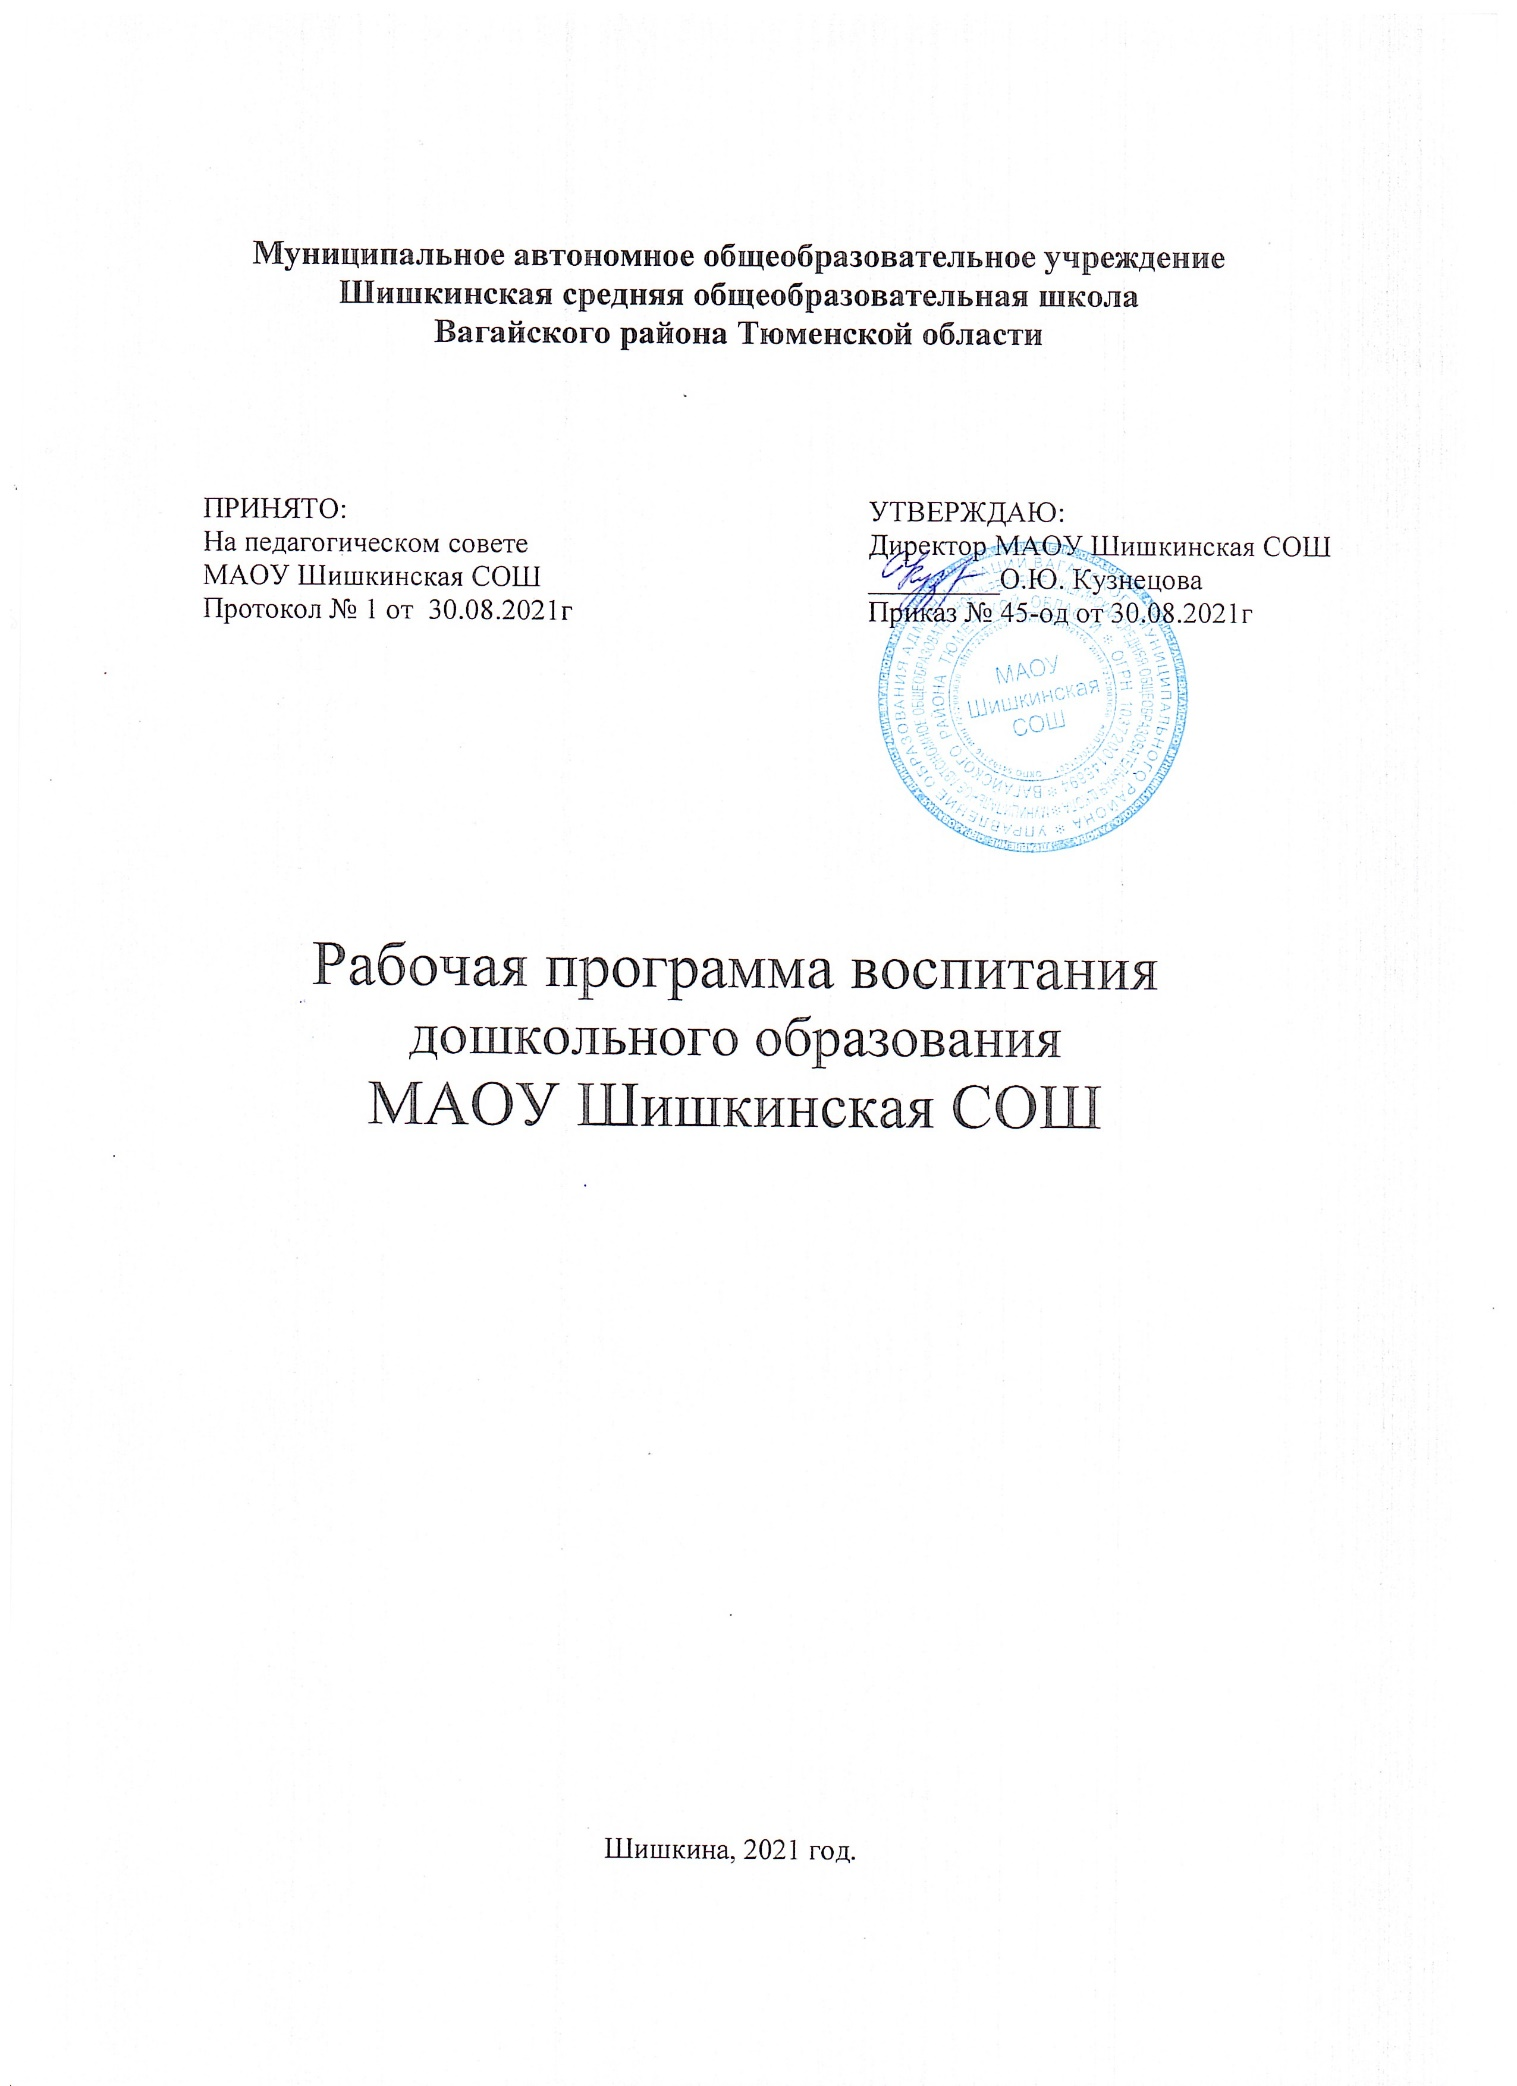 Муниципальное автономное общеобразовательное учреждение
Шишкинская средняя общеобразовательная школа
Вагайского района Тюменской области
ПРИНЯТО:
На педагогическом совете
МАОУ Шишкинская СОШ
Протокол № 1 от 30.08.2021г
УТВЕРЖДАЮ:
Директор МАОУ Шишкинская СОШ
О.Ю. Кузнецова
Приказ № 45-од от 30.08.2021г
МАОУ
Шишкинская
СОШ
Рабочая программа воспитания
дошкольного образования
МАОУ Шишкинская СОШ
Шишкина, 2021 год.